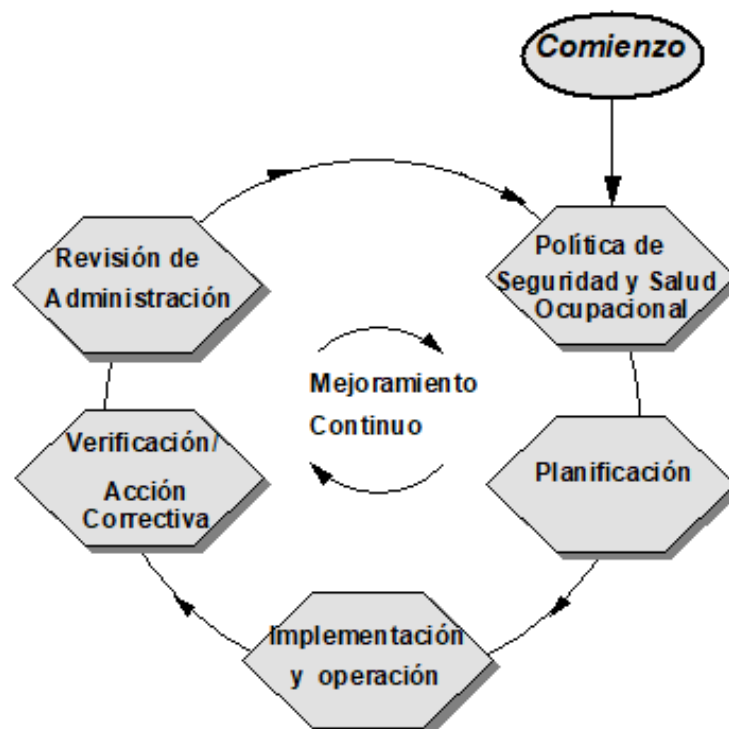 Comienzo
Política de
Seguridad y Salud
Ocupacional
Planificación
Implementación
y operación
Verificación/
Acción
Correctiva
Revisión de
Administración
Mejoramiento
Continuo